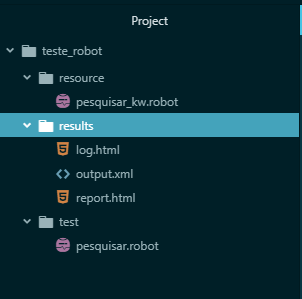 Project
teste_robot
resource
pesquisar_kw.robot
results
log.html
output.xml
report.html
test
pesquisar.robot